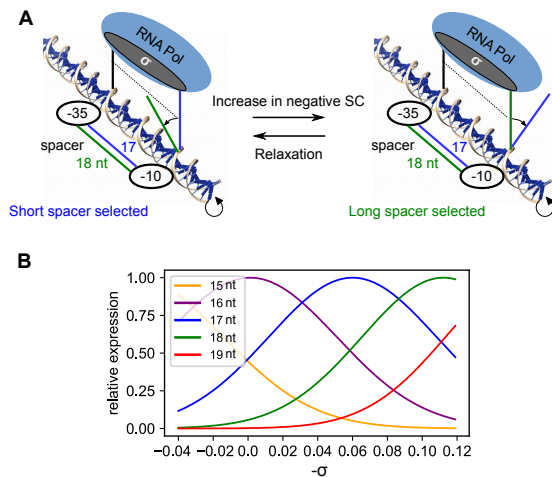 A
RNA Pol
σ
-35
spacer
17
18 nt
-10
Short spacer selected
Increase in negative SC
Relaxation
RNA Pol
σ
-35
spacer
17
18 nt
-10
Long spacer selected
B
relative expression
1.00
0.75
0.50
0.25
0.00
15 nt
16 nt
17 nt
18 nt
19 nt
−0.04 −0.02 0.00 0.02 0.04 0.06 0.08 0.10 0.12
-σ